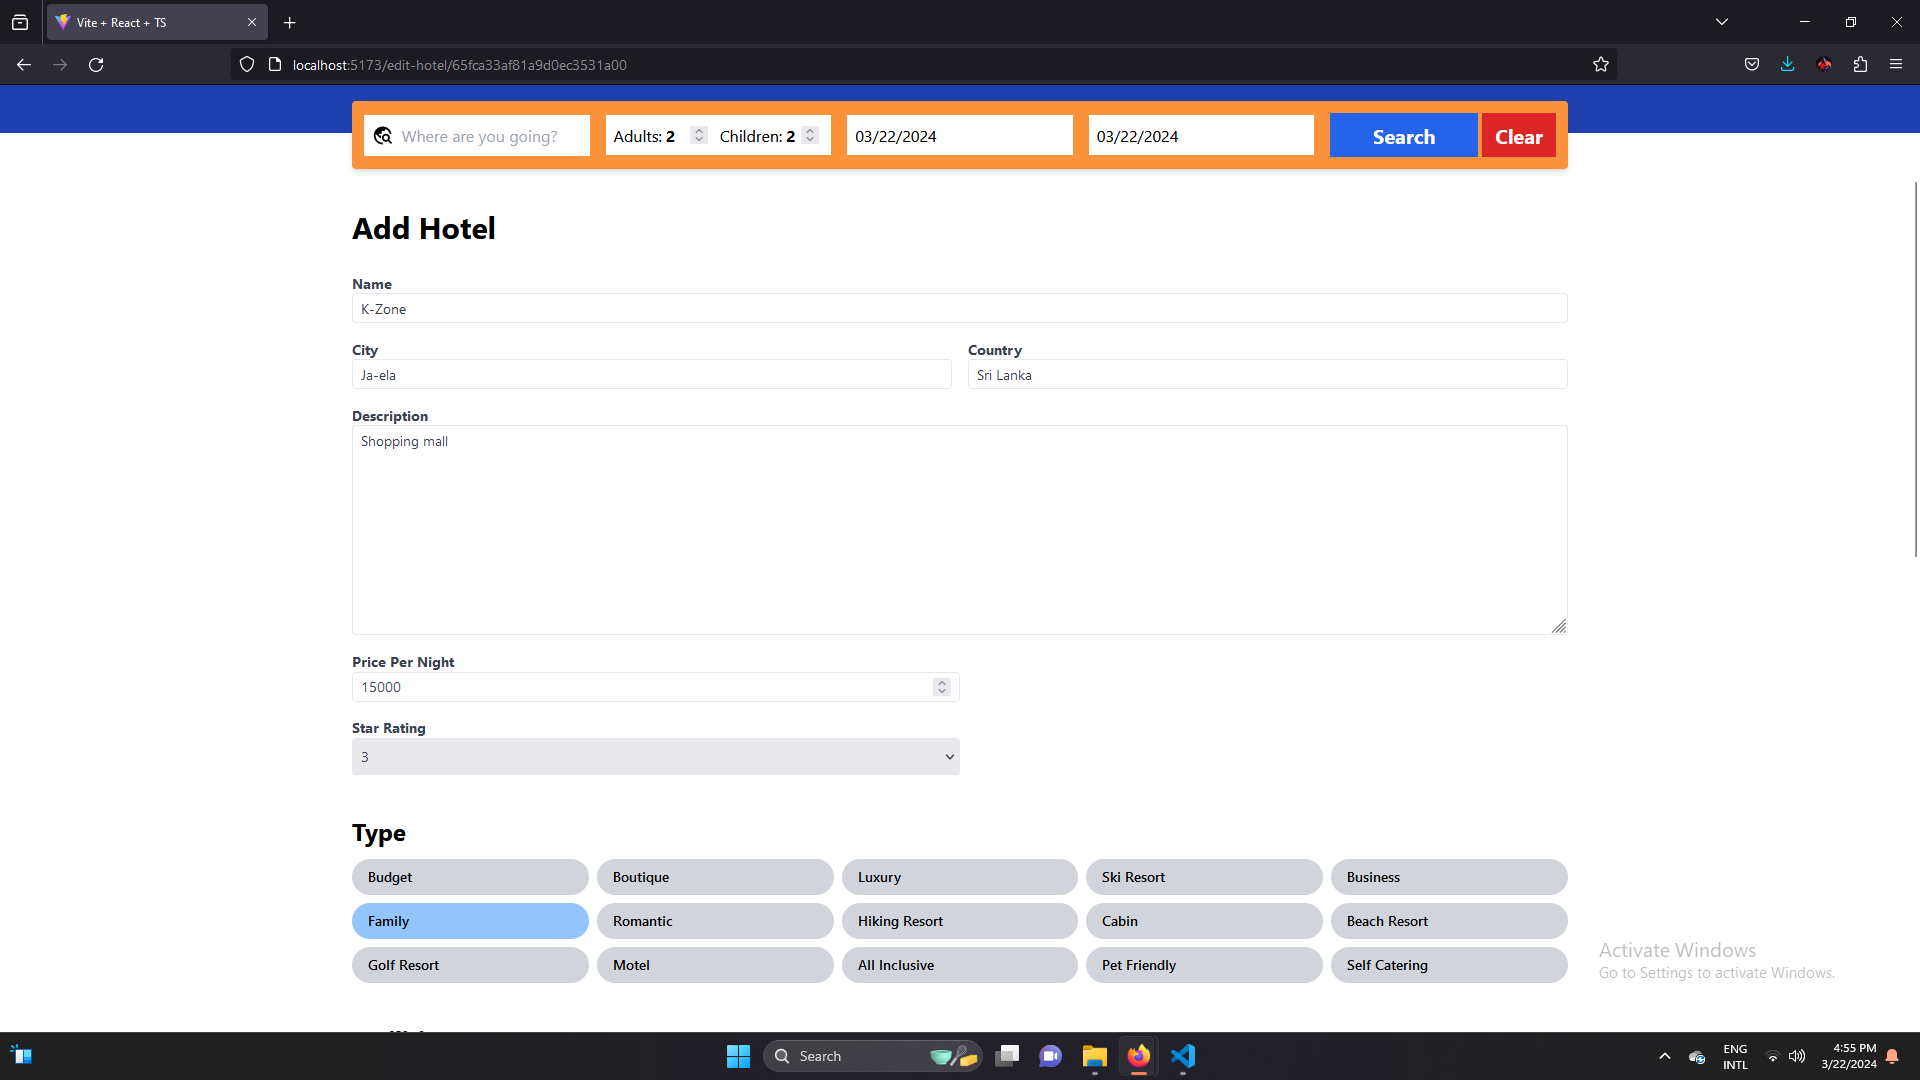 Vite + React + TS
localhost:5173/edit-hotel/65fca33af81a9d0ec3531a00
Where are you going?
Adults: 2
Children: 2
03/22/2024
03/22/2024
Search
Clear
Add Hotel
Name
K-Zone
City
Country
Ja-ela
Sri Lanka
Description
Shopping mall
Price Per Night
15000
Star Rating
3
Type
Budget
Boutique
Luxury
Ski Resort
Business
Family
Romantic
Hiking Resort
Cabin
Beach Resort
Golf Resort
Motel
All Inclusive
Pet Friendly
Self Catering
Activate Windows
Go to Settings to activate Windows.
Search
ENG
INTL
4:55 PM
3/22/2024